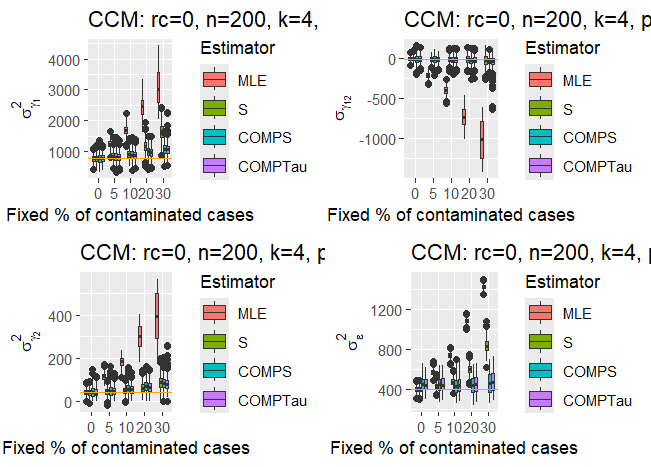 CCM: rc=0, n=200, k=4,
σ²γ1
4000
3000
2000
1000
0 5 10 20 30
Fixed % of contaminated cases
Estimator
MLE
S
COMPS
COMPTau
CCM: rc=0, n=200, k=4, p
σγ12
0
-500
-1000
0 5 10 20 30
Fixed % of contaminated cases
Estimator
MLE
S
COMPS
COMPTau
CCM: rc=0, n=200, k=4, p
σ²γ2
400
200
0
0 5 10 20 30
Fixed % of contaminated cases
Estimator
MLE
S
COMPS
COMPTau
CCM: rc=0, n=200, k=4, p
σ²ε
1200
800
400
0 5 10 20 30
Fixed % of contaminated cases
Estimator
MLE
S
COMPS
COMPTau